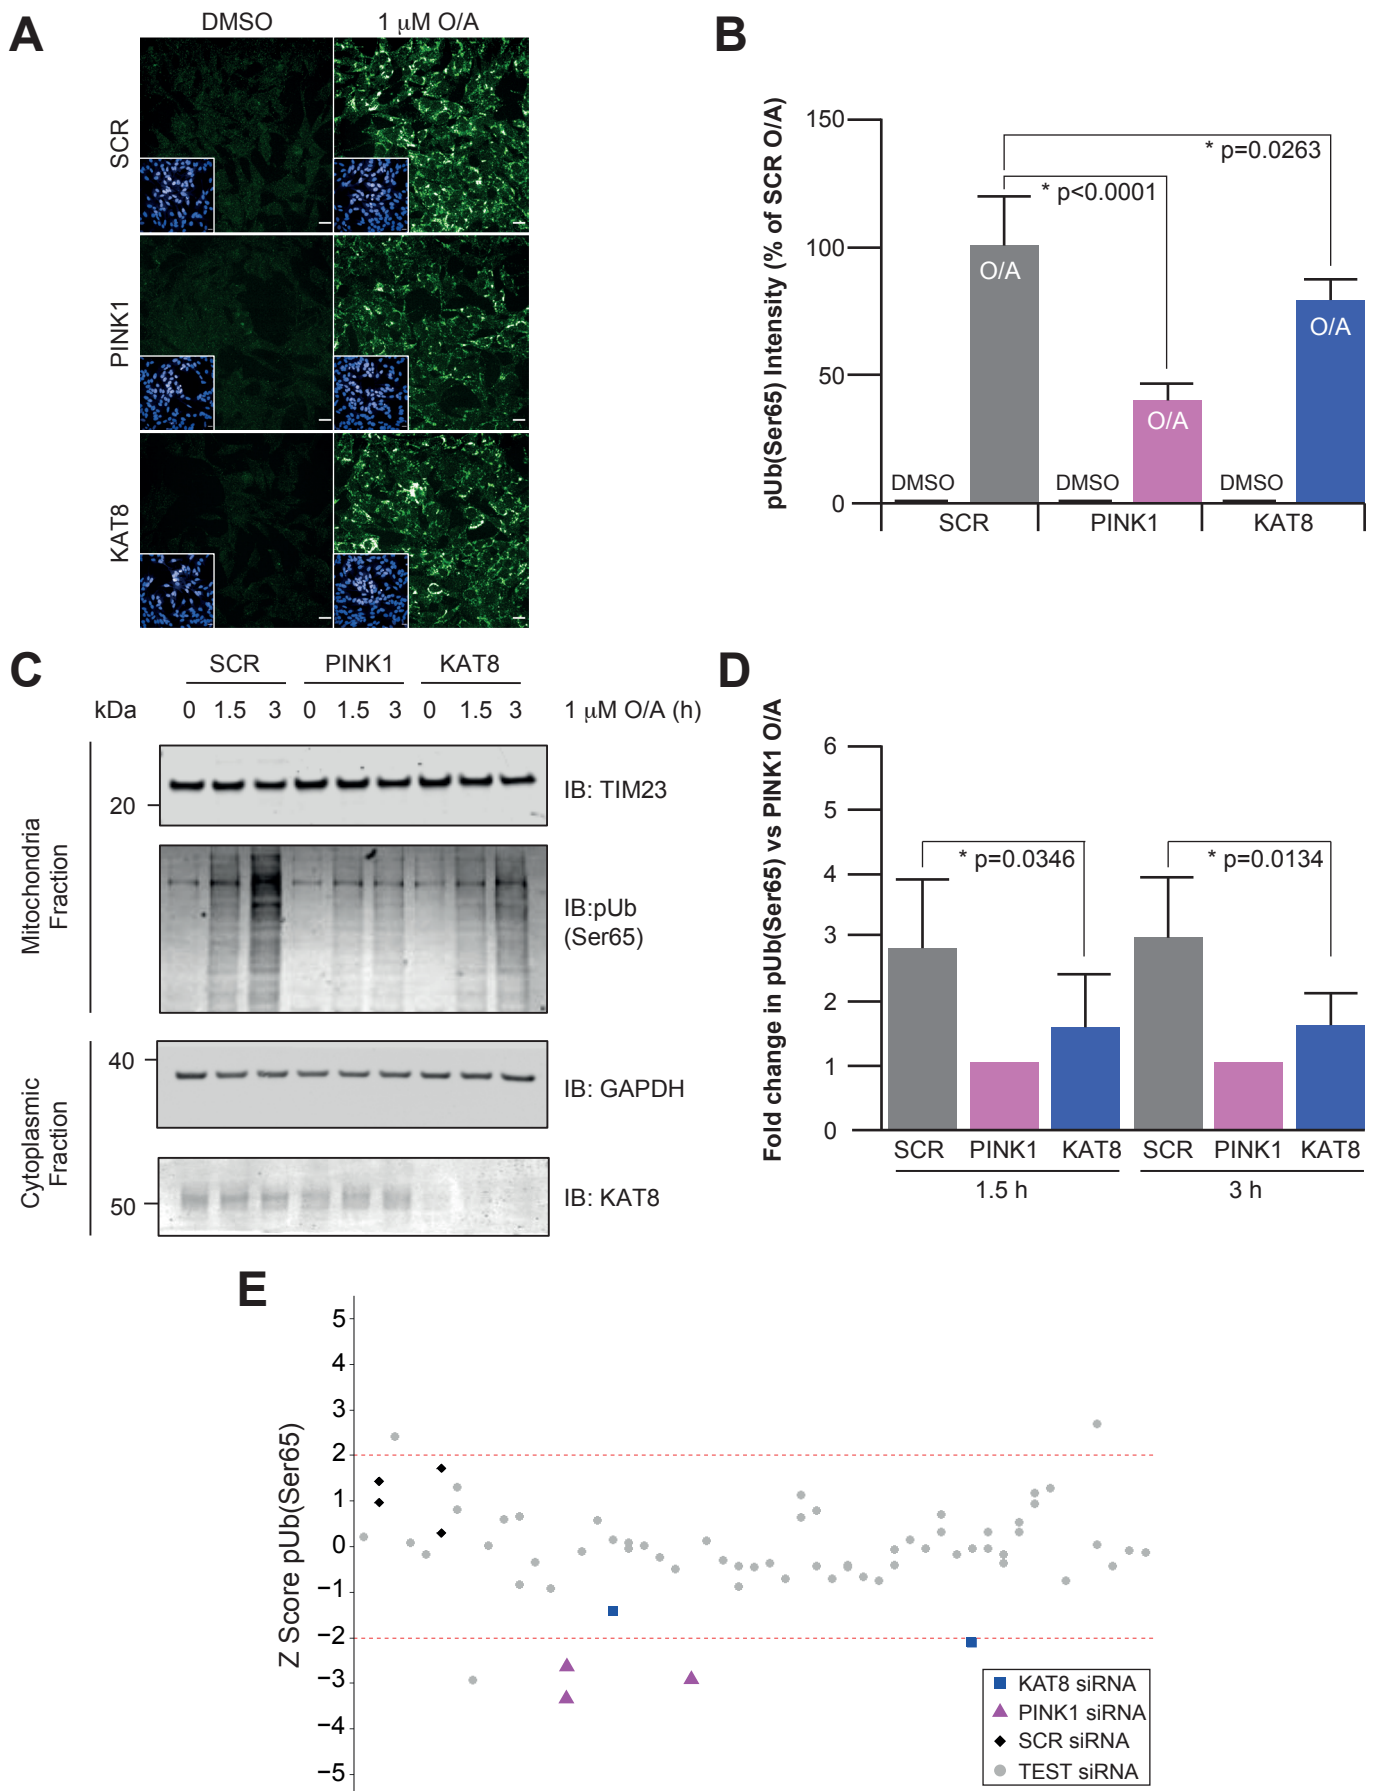 A
DMSO
1 μM O/A
SCR
PINK1
KAT8
B
pUb(Ser65) Intensity (% of SCR O/A)
150
100
50
0
* p=0.0263
* p<0.0001
O/A
O/A
O/A
DMSO
DMSO
DMSO
SCR
PINK1
KAT8
C
SCR
PINK1
KAT8
kDa
0 1.5 3 0 1.5 3 0 1.5 3
1 μM O/A (h)
Mitochondria
Fraction
20
IB: TIM23
IB:pUb
(Ser65)
Cytoplasmic
Fraction
40
IB: GAPDH
50
IB: KAT8
D
Fold change in pUb(Ser65) vs PINK1 O/A
6
5
4
3
2
1
0
* p=0.0346
* p=0.0134
SCR PINK1 KAT8 SCR PINK1 KAT8
1.5 h
3 h
E
Z Score pUb(Ser65)
5
4
3
2
1
0
−1
−2
−3
−4
−5
KAT8 siRNA
PINK1 siRNA
SCR siRNA
TEST siRNA